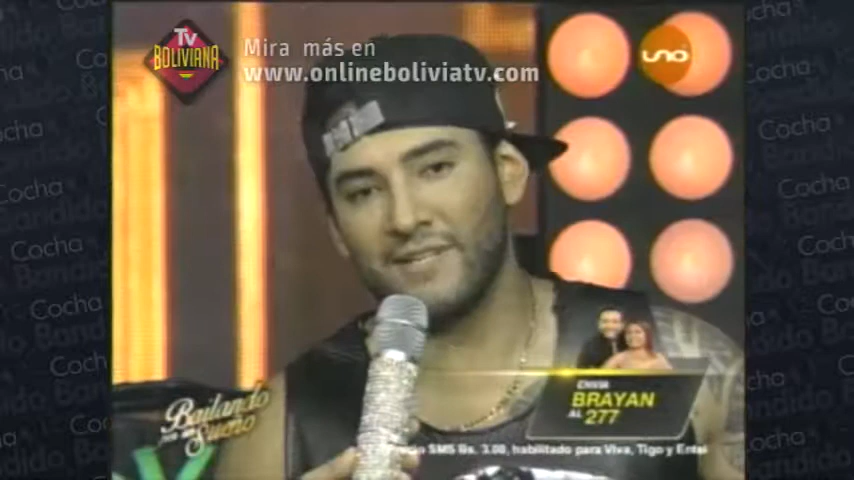 Tv
BOLIVIANA
Mira más en
www.onlineboliviatv.com
uno
Cocha
Bandido
Bailando
Sueño
ENVIA
BRAYAN
AL 277
SMS Bs. 3.00, habilitado para Viva, Tigo y Entel